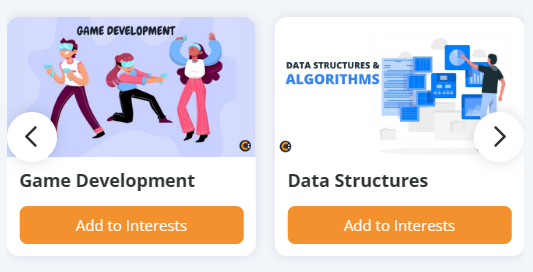 GAME DEVELOPMENT
Game Development
Add to Interests
DATA STRUCTURES &
ALGORITHMS
Data Structures
Add to Interests